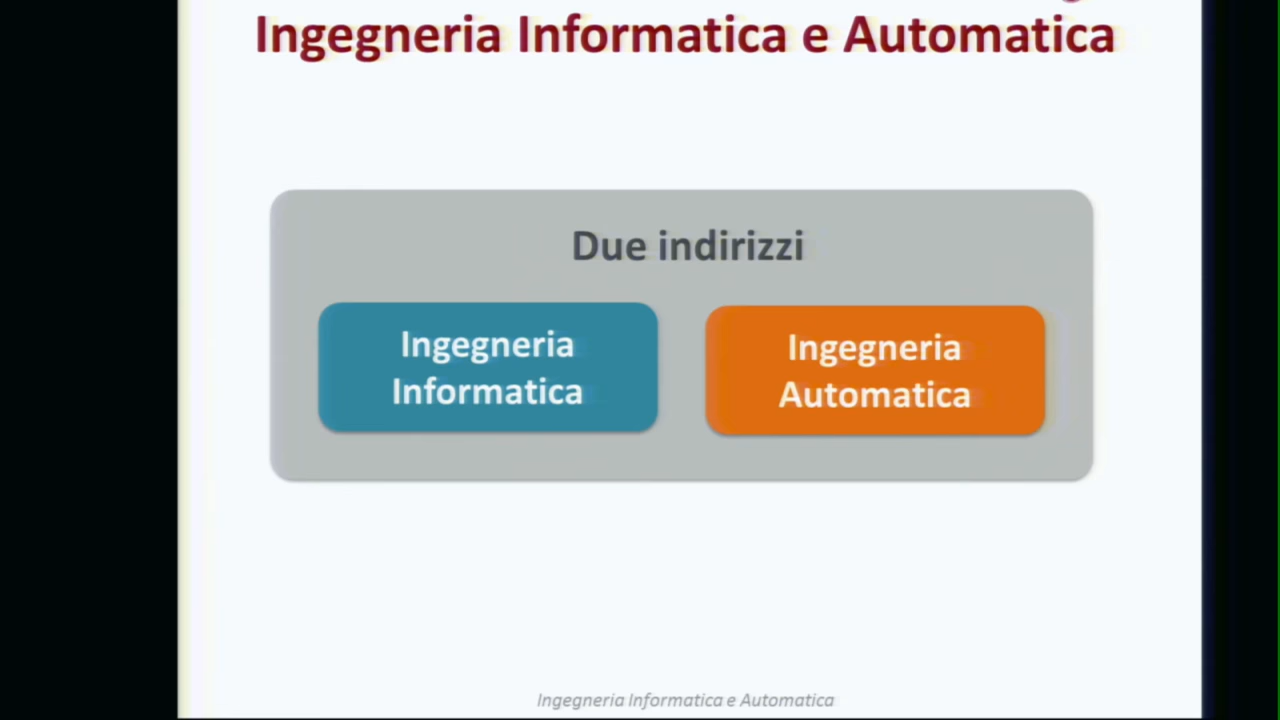 Ingegneria Informatica e Automatica
Due indirizzi
Ingegneria
Informatica
Ingegneria
Automatica
Ingegneria Informatica e Automatica